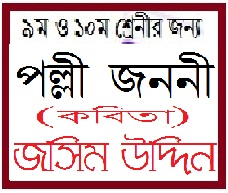 ৯ম ও ১০ম শ্রেনীর জন্য
পল্লী জননী
(কবিতা)
জসিম উদ্দিন